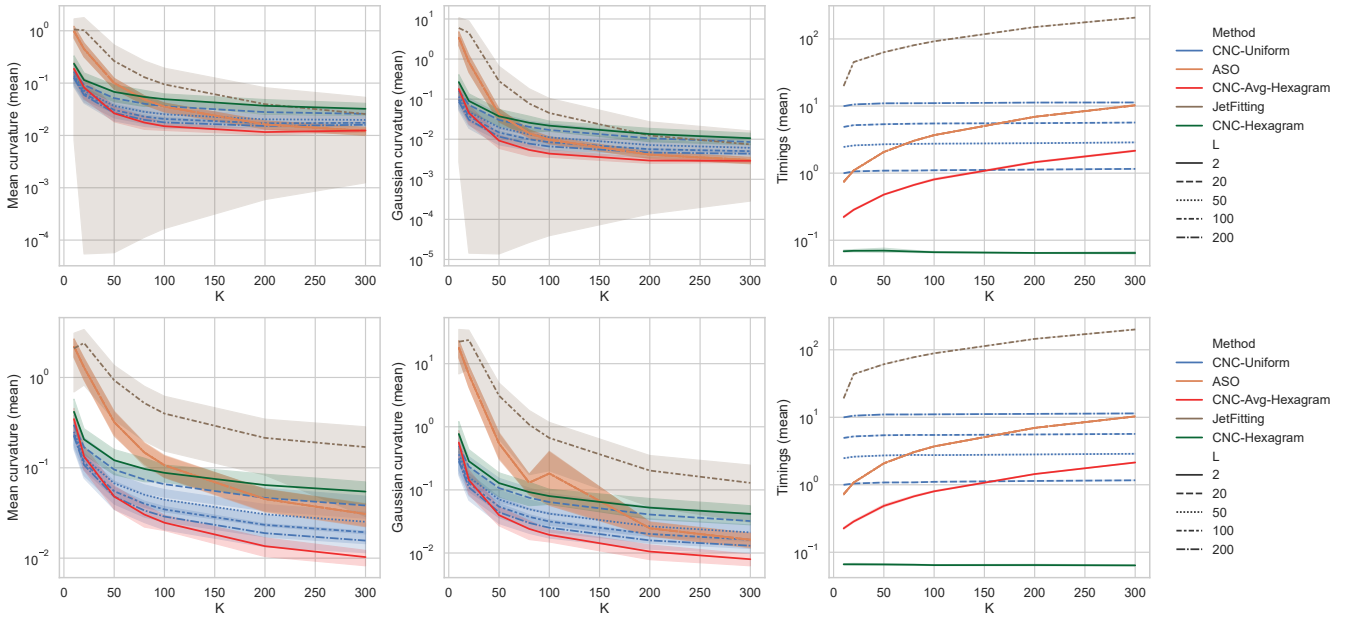 Mean curvature (mean)
10^0
10^-1
10^-2
10^-3
10^-4
0 50 100 150 200 250 300
K
Gaussian curvature (mean)
10^1
10^0
10^-1
10^-2
10^-3
10^-4
10^-5
0 50 100 150 200 250 300
K
Timings (mean)
10^2
10^1
10^0
10^-1
0 50 100 150 200 250 300
K
Method
CNC-Uniform
ASO
CNC-Avg-Hexagram
JetFitting
CNC-Hexagram
L
2
20
50
100
200
Mean curvature (mean)
10^0
10^-1
10^-2
0 50 100 150 200 250 300
K
Gaussian curvature (mean)
10^1
10^0
10^-1
10^-2
0 50 100 150 200 250 300
K
Timings (mean)
10^2
10^1
10^0
10^-1
0 50 100 150 200 250 300
K
Method
CNC-Uniform
ASO
CNC-Avg-Hexagram
JetFitting
CNC-Hexagram
L
2
20
50
100
200